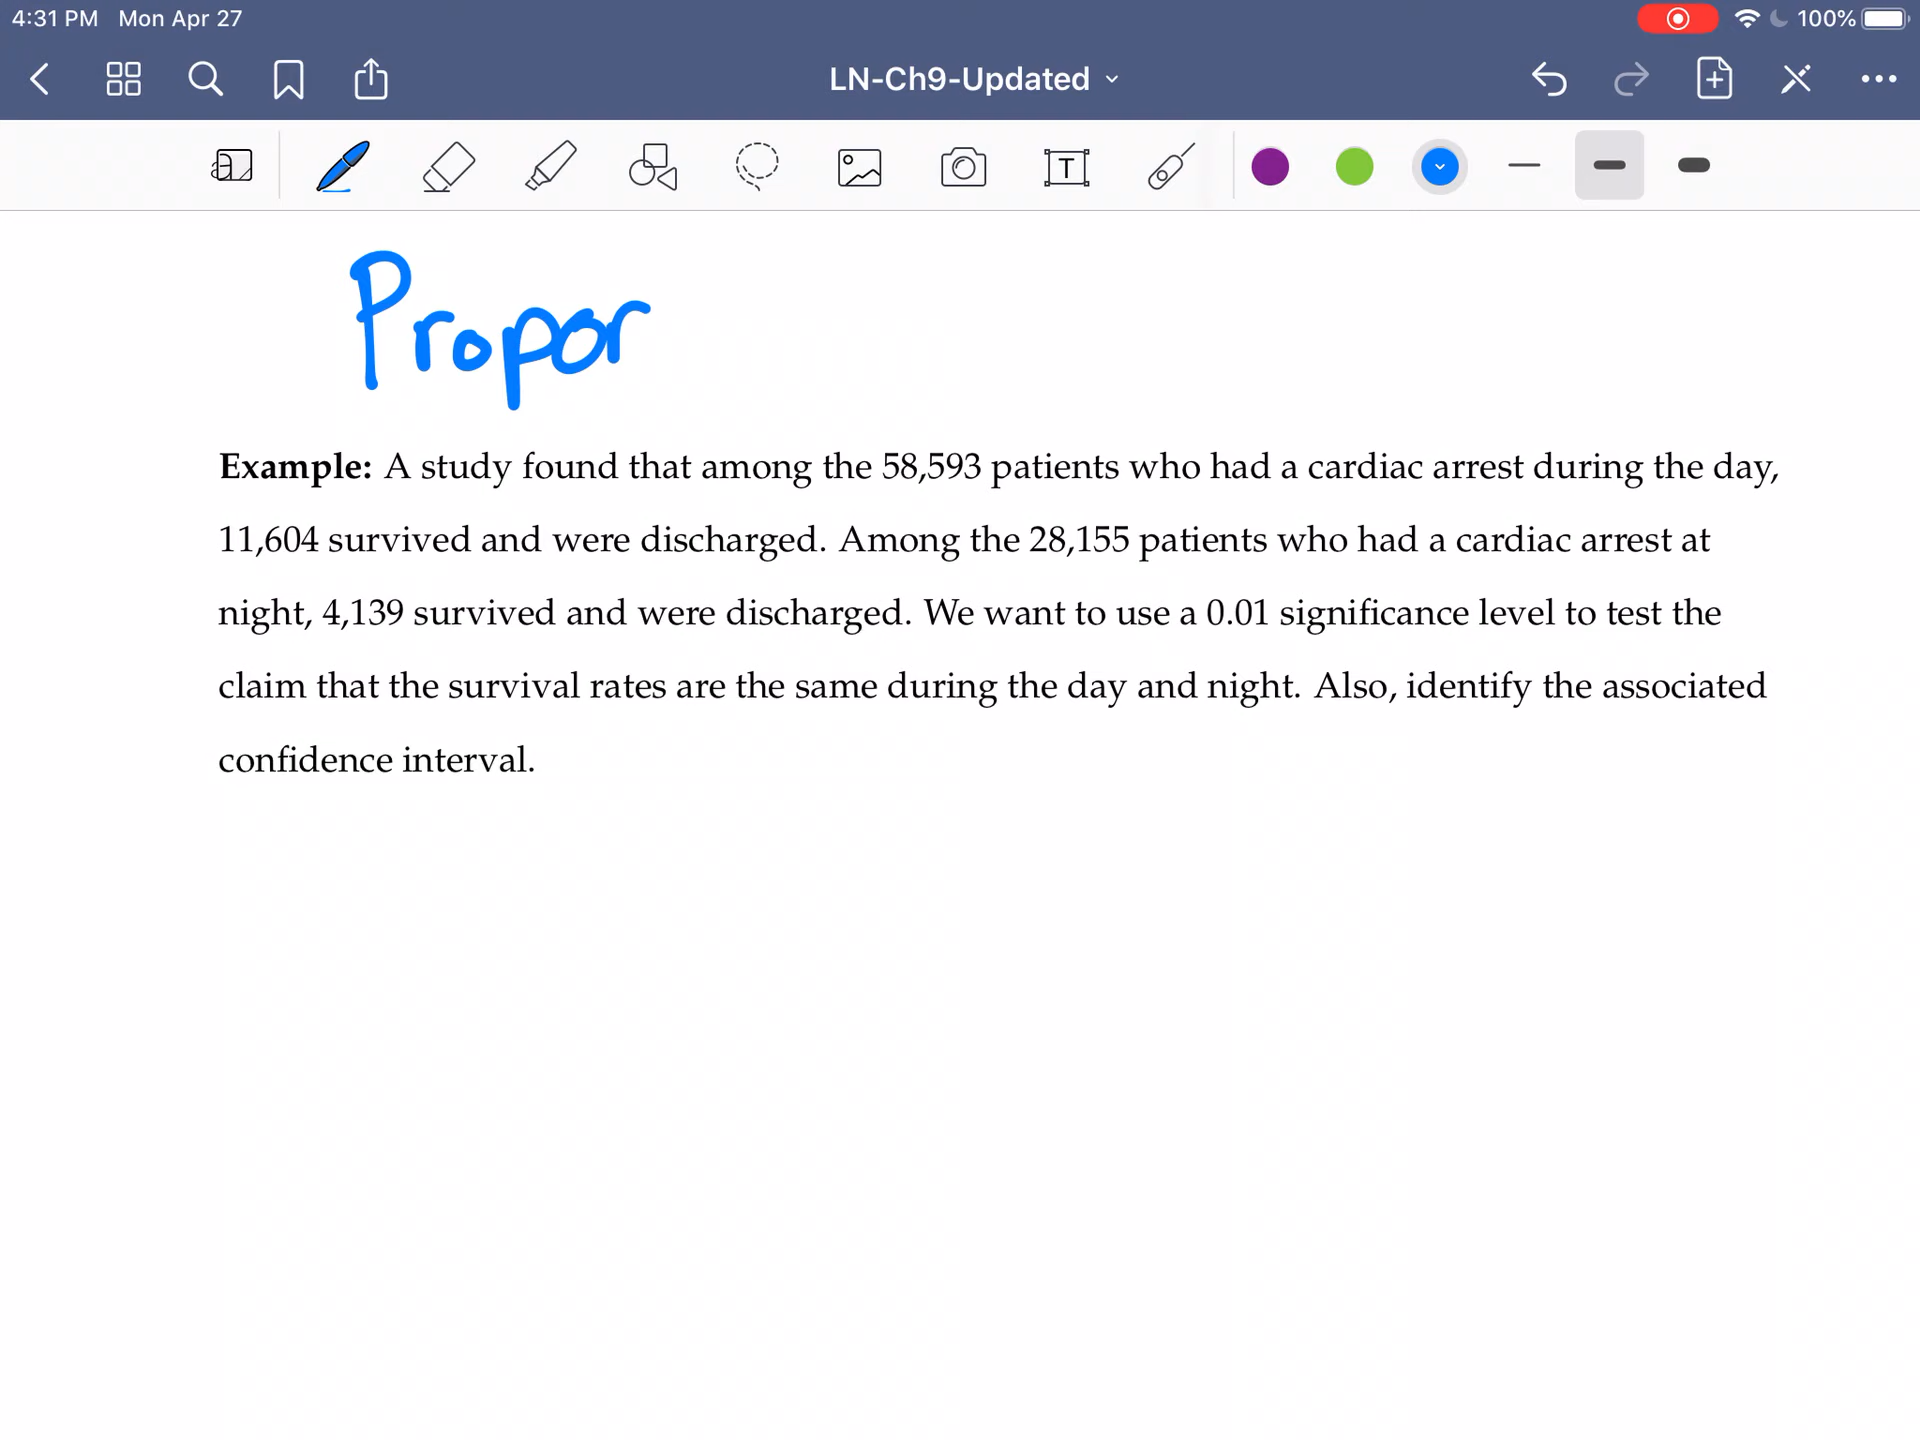 4:31 PM Mon Apr 27
100%
LN-Ch9-Updated
Propor
Example: A study found that among the 58,593 patients who had a cardiac arrest during the day,
11,604 survived and were discharged. Among the 28,155 patients who had a cardiac arrest at
night, 4,139 survived and were discharged. We want to use a 0.01 significance level to test the
claim that the survival rates are the same during the day and night. Also, identify the associated
confidence interval.